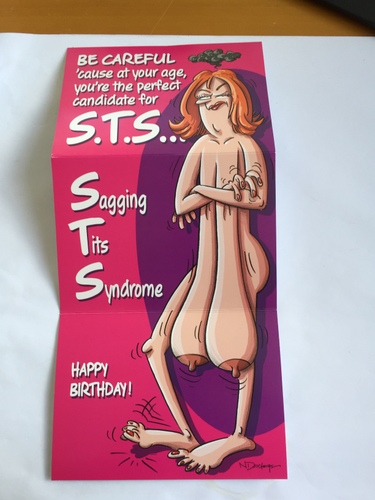 BE CAREFUL
'cause at your age,
you're the perfect
candidate for
S.T.S...
Sagging
Tits
Syndrome
HAPPY
BIRTHDAY!